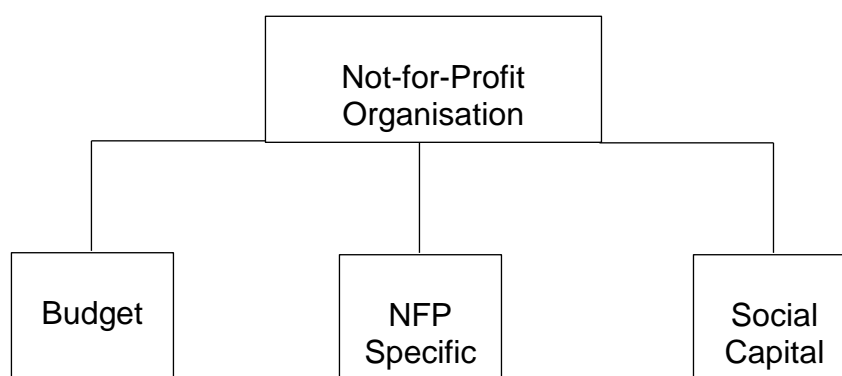 Not-for-Profit
Organisation
Budget
NFP
Specific
Social
Capital